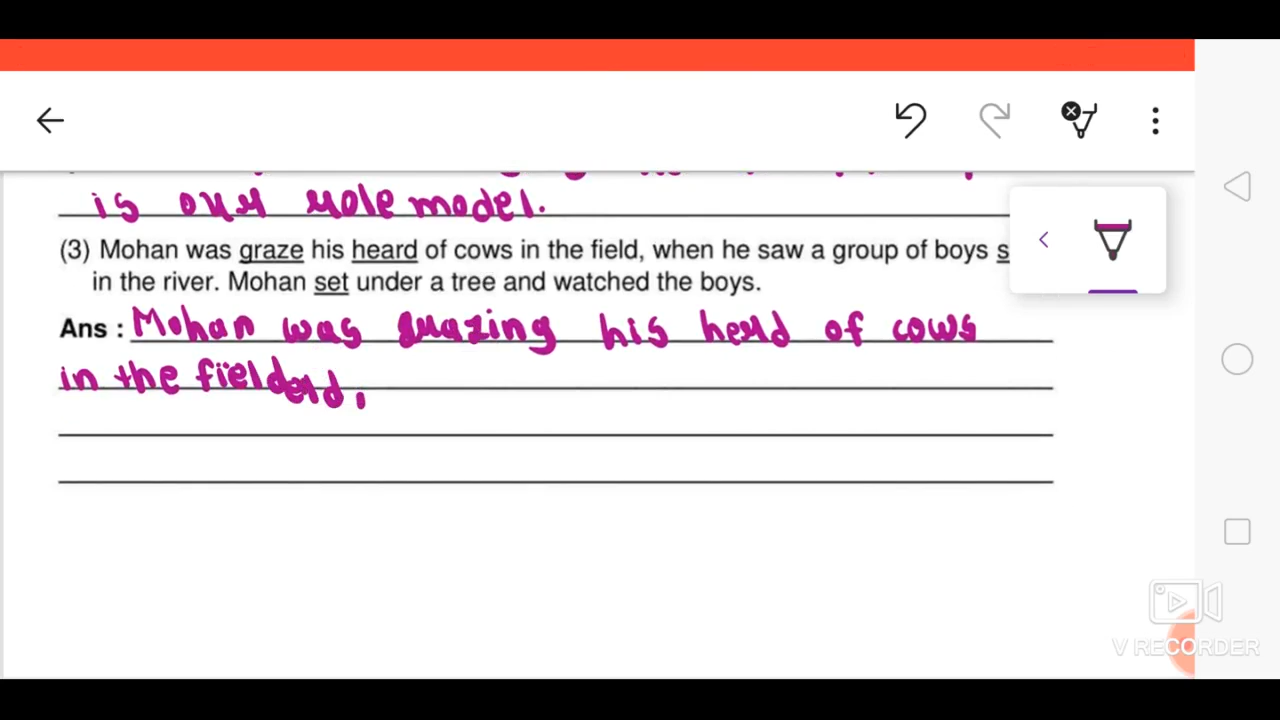 is our role model.
(3) Mohan was graze his heard of cows in the field, when he saw a group of boys s
in the river. Mohan set under a tree and watched the boys.
Ans : Mohan was grazing his herd of cows
in the field
V RECORDER